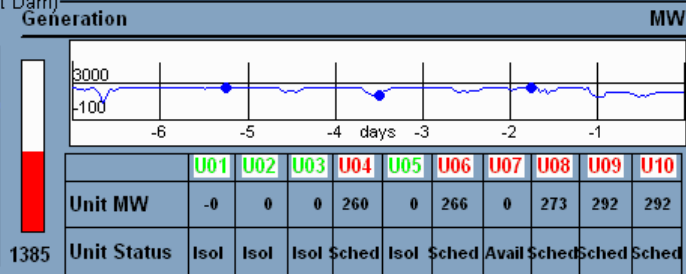 t Dam)
Generation MW
3000
-100
-6 -5 -4 days -3 -2 -1
U01 U02 U03 U04 U05 U06 U07 U08 U09 U10
Unit MW -0 0 0 260 0 266 0 273 292 292
1385 Unit Status Isol Isol Isol Sched Isol Sched Avail Sched Sched Sched